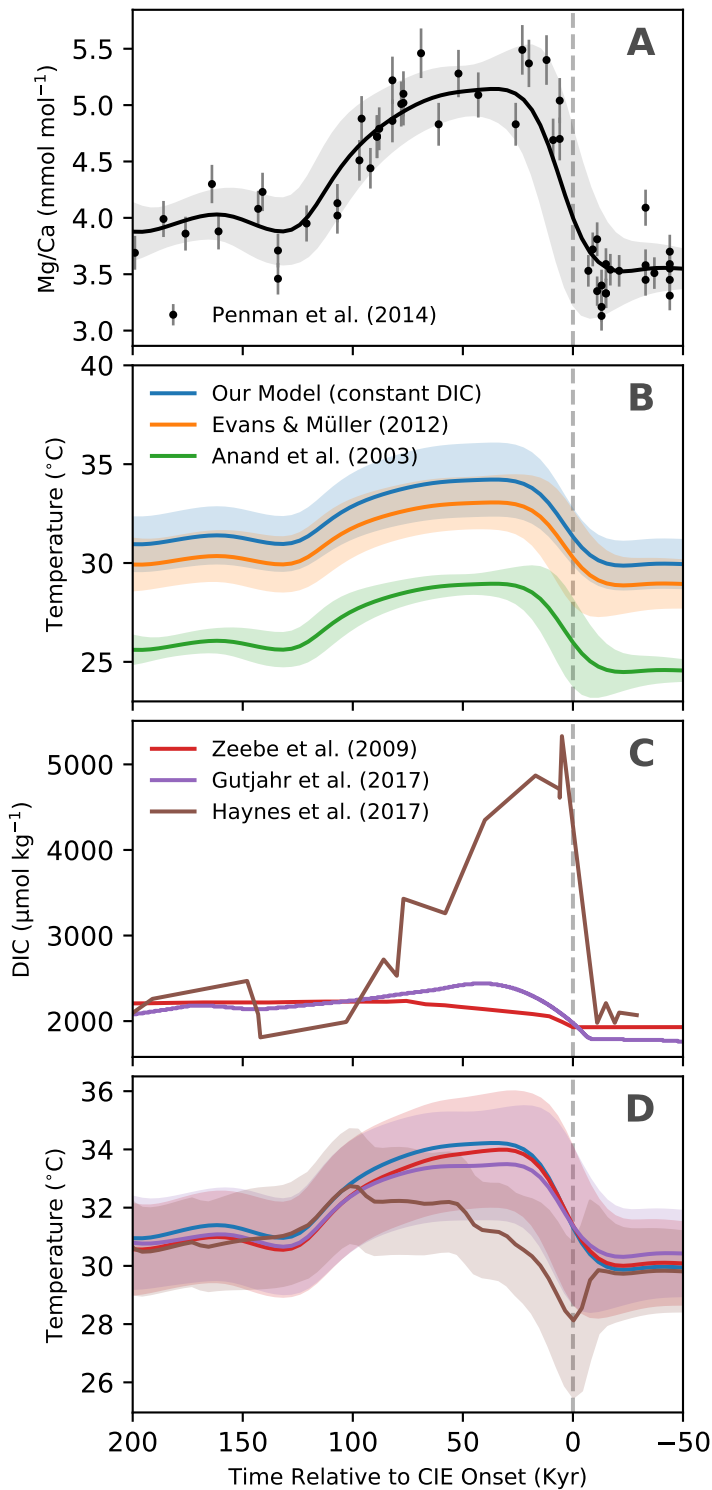 A
5.5
5.0
4.5
4.0
3.5
3.0
Mg/Ca (mmol mol⁻¹)
Penman et al. (2014)
B
40
35
30
25
Temperature (°C)
Our Model (constant DIC)
Evans & Müller (2012)
Anand et al. (2003)
C
5000
4000
3000
2000
DIC (µmol kg⁻¹)
Zeebe et al. (2009)
Gutjahr et al. (2017)
Haynes et al. (2017)
D
36
34
32
30
28
26
Temperature (°C)
200 150 100 50 0 −50
Time Relative to CIE Onset (Kyr)